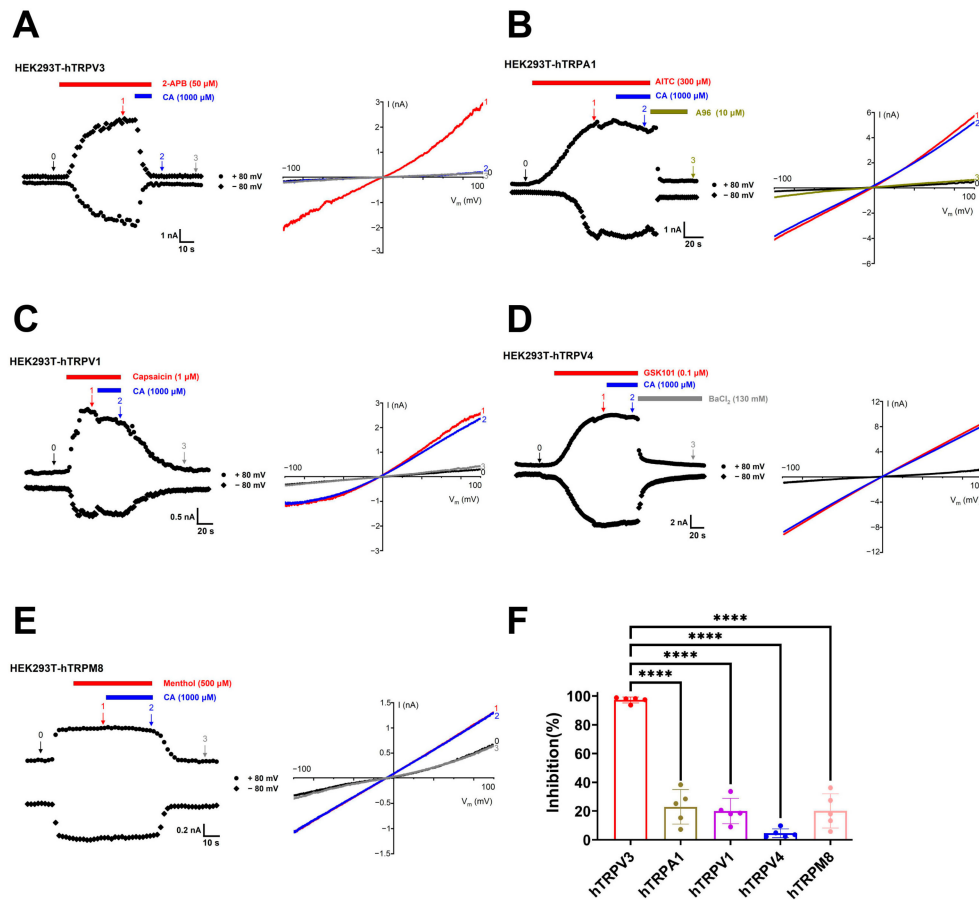 A
HEK293T-hTRPV3
2-APB (50 μM)
CA (1000 μM)
1
0
2
3
+ 80 mV
− 80 mV
1 nA
10 s
I (nA)
3
2
1
−100
100
Vm (mV)
−1
−2
−3
1
2
0
3
B
HEK293T-hTRPA1
AITC (300 μM)
CA (1000 μM)
A96 (10 μM)
1
2
0
3
+ 80 mV
− 80 mV
1 nA
20 s
I (nA)
6
4
2
−100
100
Vm (mV)
−2
−4
−6
1
2
3
0
C
HEK293T-hTRPV1
Capsaicin (1 μM)
CA (1000 μM)
1
2
0
3
+ 80 mV
− 80 mV
0.5 nA
20 s
I (nA)
3
2
1
−100
100
Vm (mV)
−1
−2
−3
1
2
3
0
D
HEK293T-hTRPV4
GSK101 (0.1 μM)
CA (1000 μM)
BaCl₂ (130 mM)
1
2
0
3
+ 80 mV
− 80 mV
2 nA
20 s
I (nA)
12
8
4
−100
Vm (mV)
−4
−8
−12
E
HEK293T-hTRPM8
Menthol (500 μM)
CA (1000 μM)
1
2
0
3
+ 80 mV
− 80 mV
0.2 nA
10 s
I (nA)
1.5
1
0.5
−100
100
Vm (mV)
−0.5
−1
−1.5
1
2
0
3
F
****
****
****
****
Inhibition(%)
100
80
60
40
20
0
hTRPV3
hTRPA1
hTRPV1
hTRPV4
hTRPM8